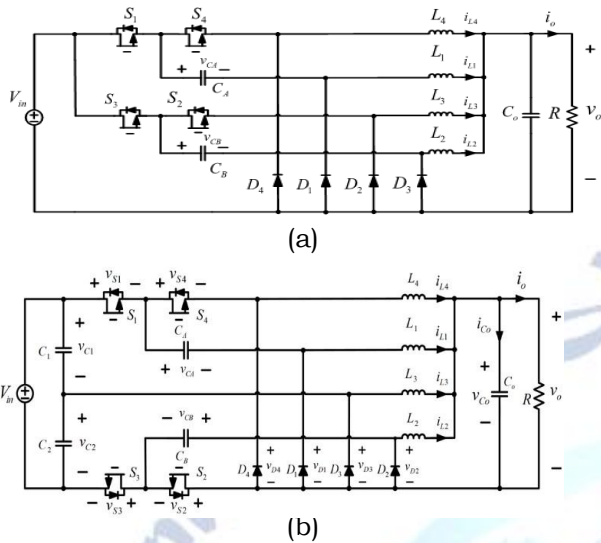 S1 S4 L4 iL4 io
+ vCA − L1 iL1 +
CA
Vin S3 S2 L3 iL3 Co R vo
+ vCB − L2 iL2
CB
D4 D1 D2 D3 −
(a)
+ vS1 − + vS4 − L4 iL4 io
S1 S4 +
CA L1 iL1 iCo
C1 + vC1 − + vCA − +
Vin L3 iL3 vCo Co R vo
− vCB + L2 iL2 −
C2 + vC2 − CB + + + +
S3 S2 D4 vD4 D1 vD1 D3 vD3 D2 vD2
− − − − −
− vS3 + − vS2 +
(b)